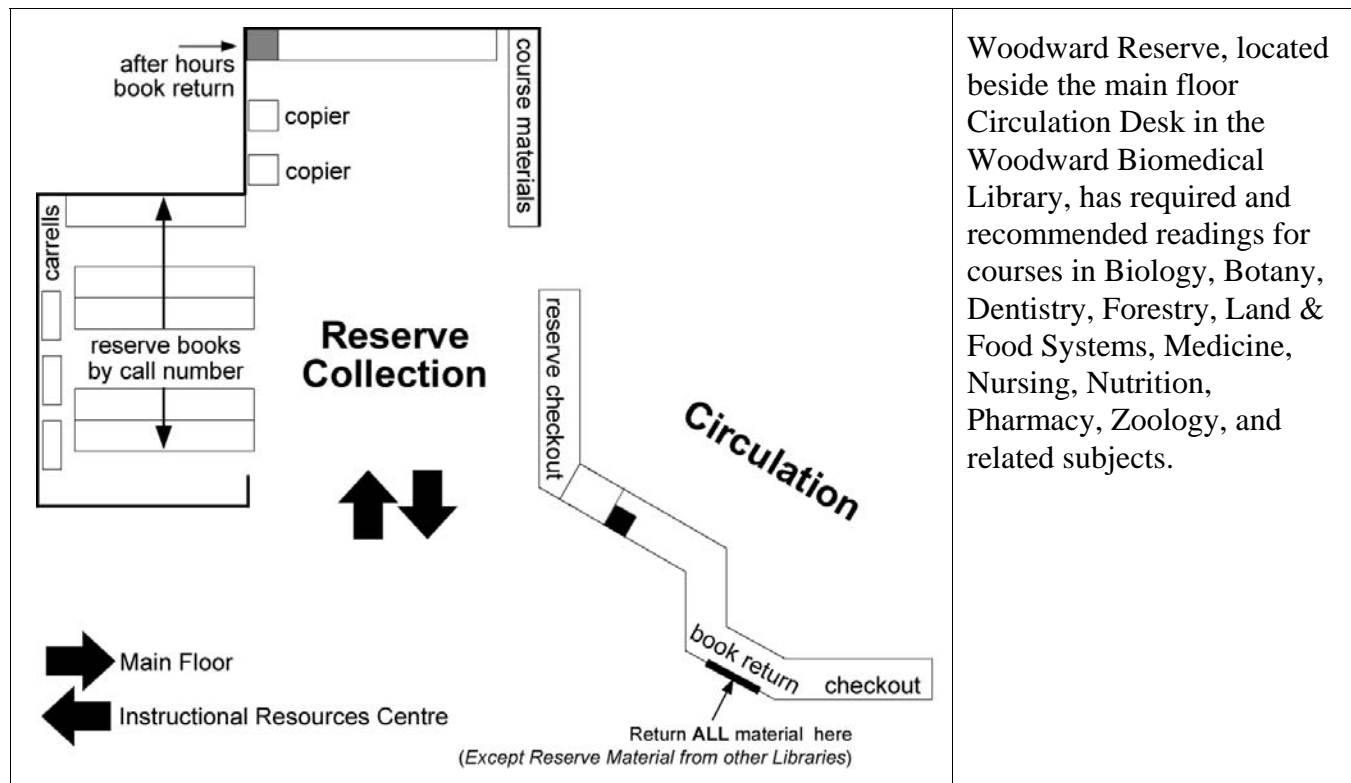 after hours
book return
copier
copier
course materials
carrells
reserve books
by call number
Reserve
Collection
reserve checkout
Circulation
book return
checkout
Main Floor
Instructional Resources Centre
Return ALL material here
(Except Reserve Material from other Libraries)
Woodward Reserve, located
beside the main floor
Circulation Desk in the
Woodward Biomedical
Library, has required and
recommended readings for
courses in Biology, Botany,
Dentistry, Forestry, Land &
Food Systems, Medicine,
Nursing, Nutrition,
Pharmacy, Zoology, and
related subjects.